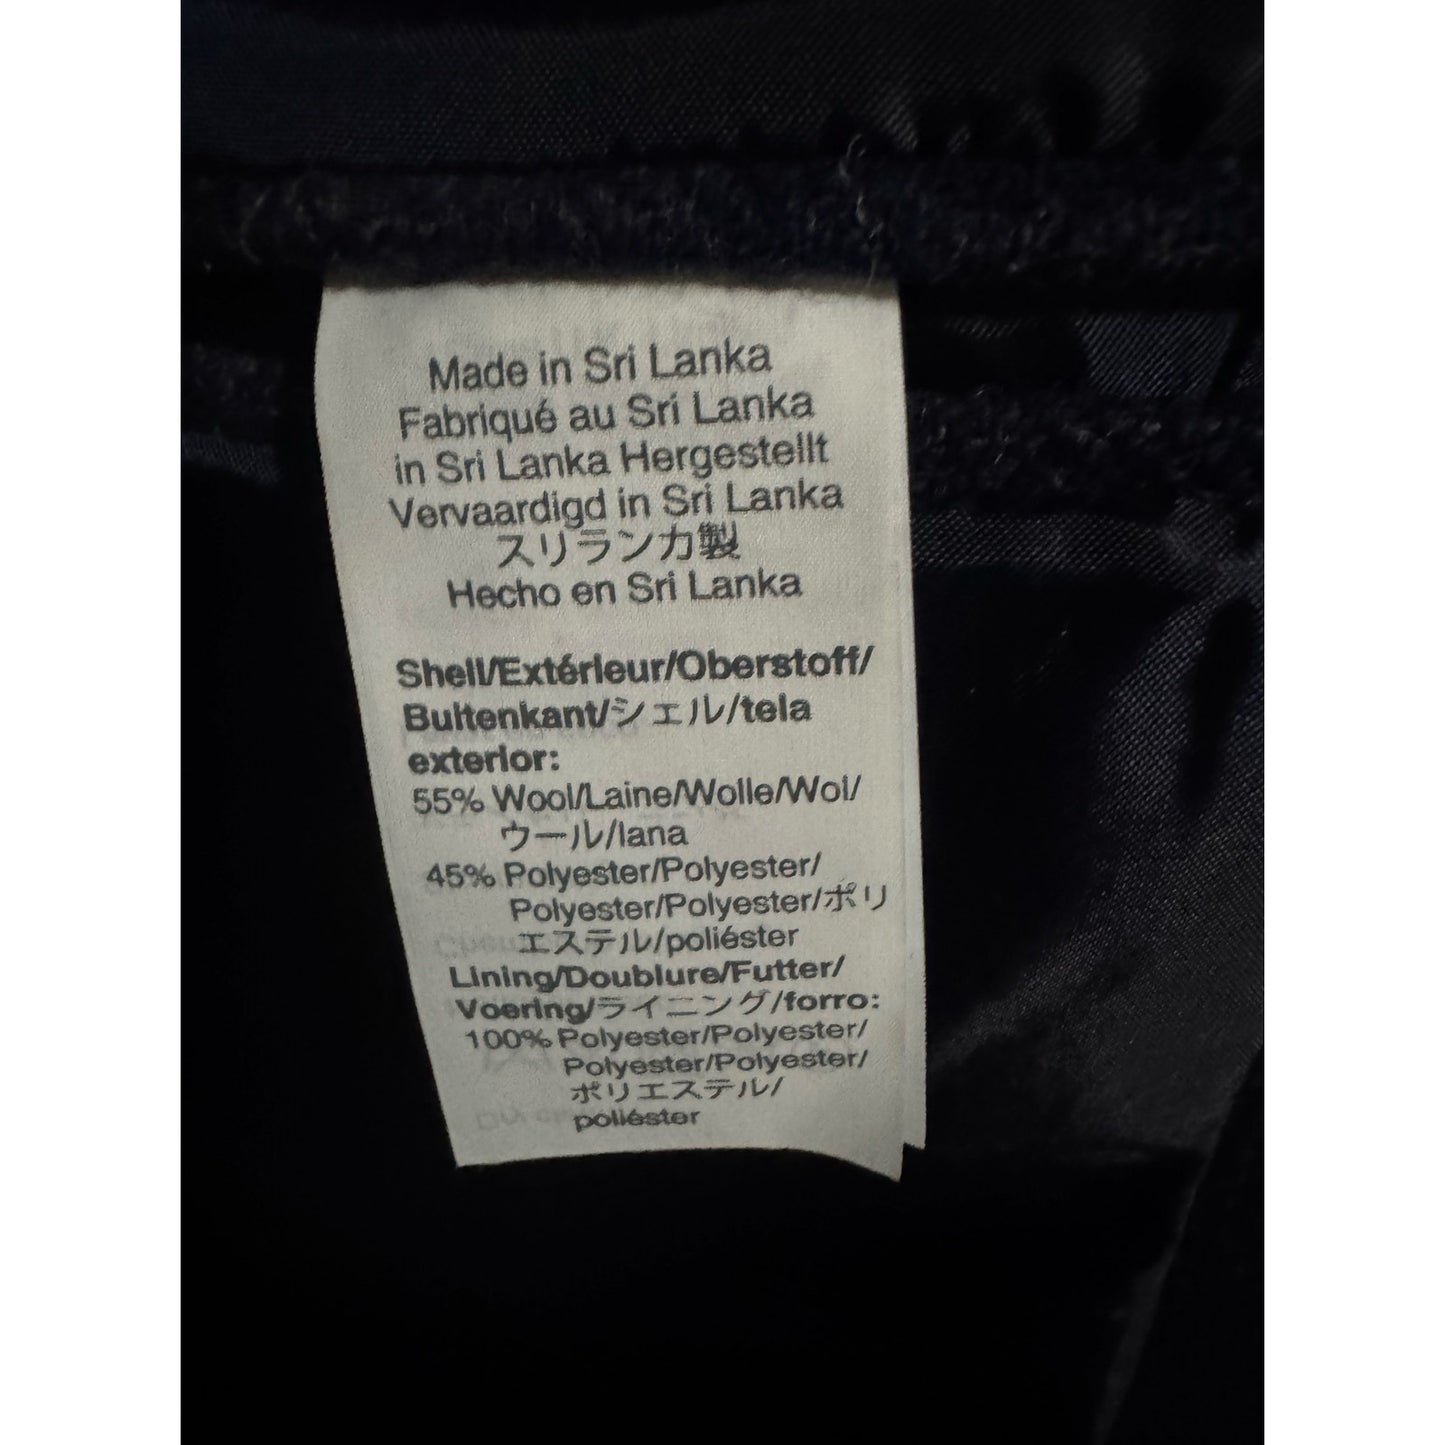 Made in Sri Lanka
Fabriqué au Sri Lanka
in Sri Lanka Hergestellt
Vervaardigd in Sri Lanka
スリランカ製
Hecho en Sri Lanka
Shell/Extérieur/Oberstoff/
Buitenkant/シェル/tela
exterior:
55% Wool/Laine/Wolle/Wol/
ウール/lana
45% Polyester/Polyester/
Polyester/Polyester/ポリ
エステル/poliéster
Lining/Doublure/Futter/
Voering/ライニング/forro:
100% Polyester/Polyester/
Polyester/Polyester/
ポリエステル/
poliéster